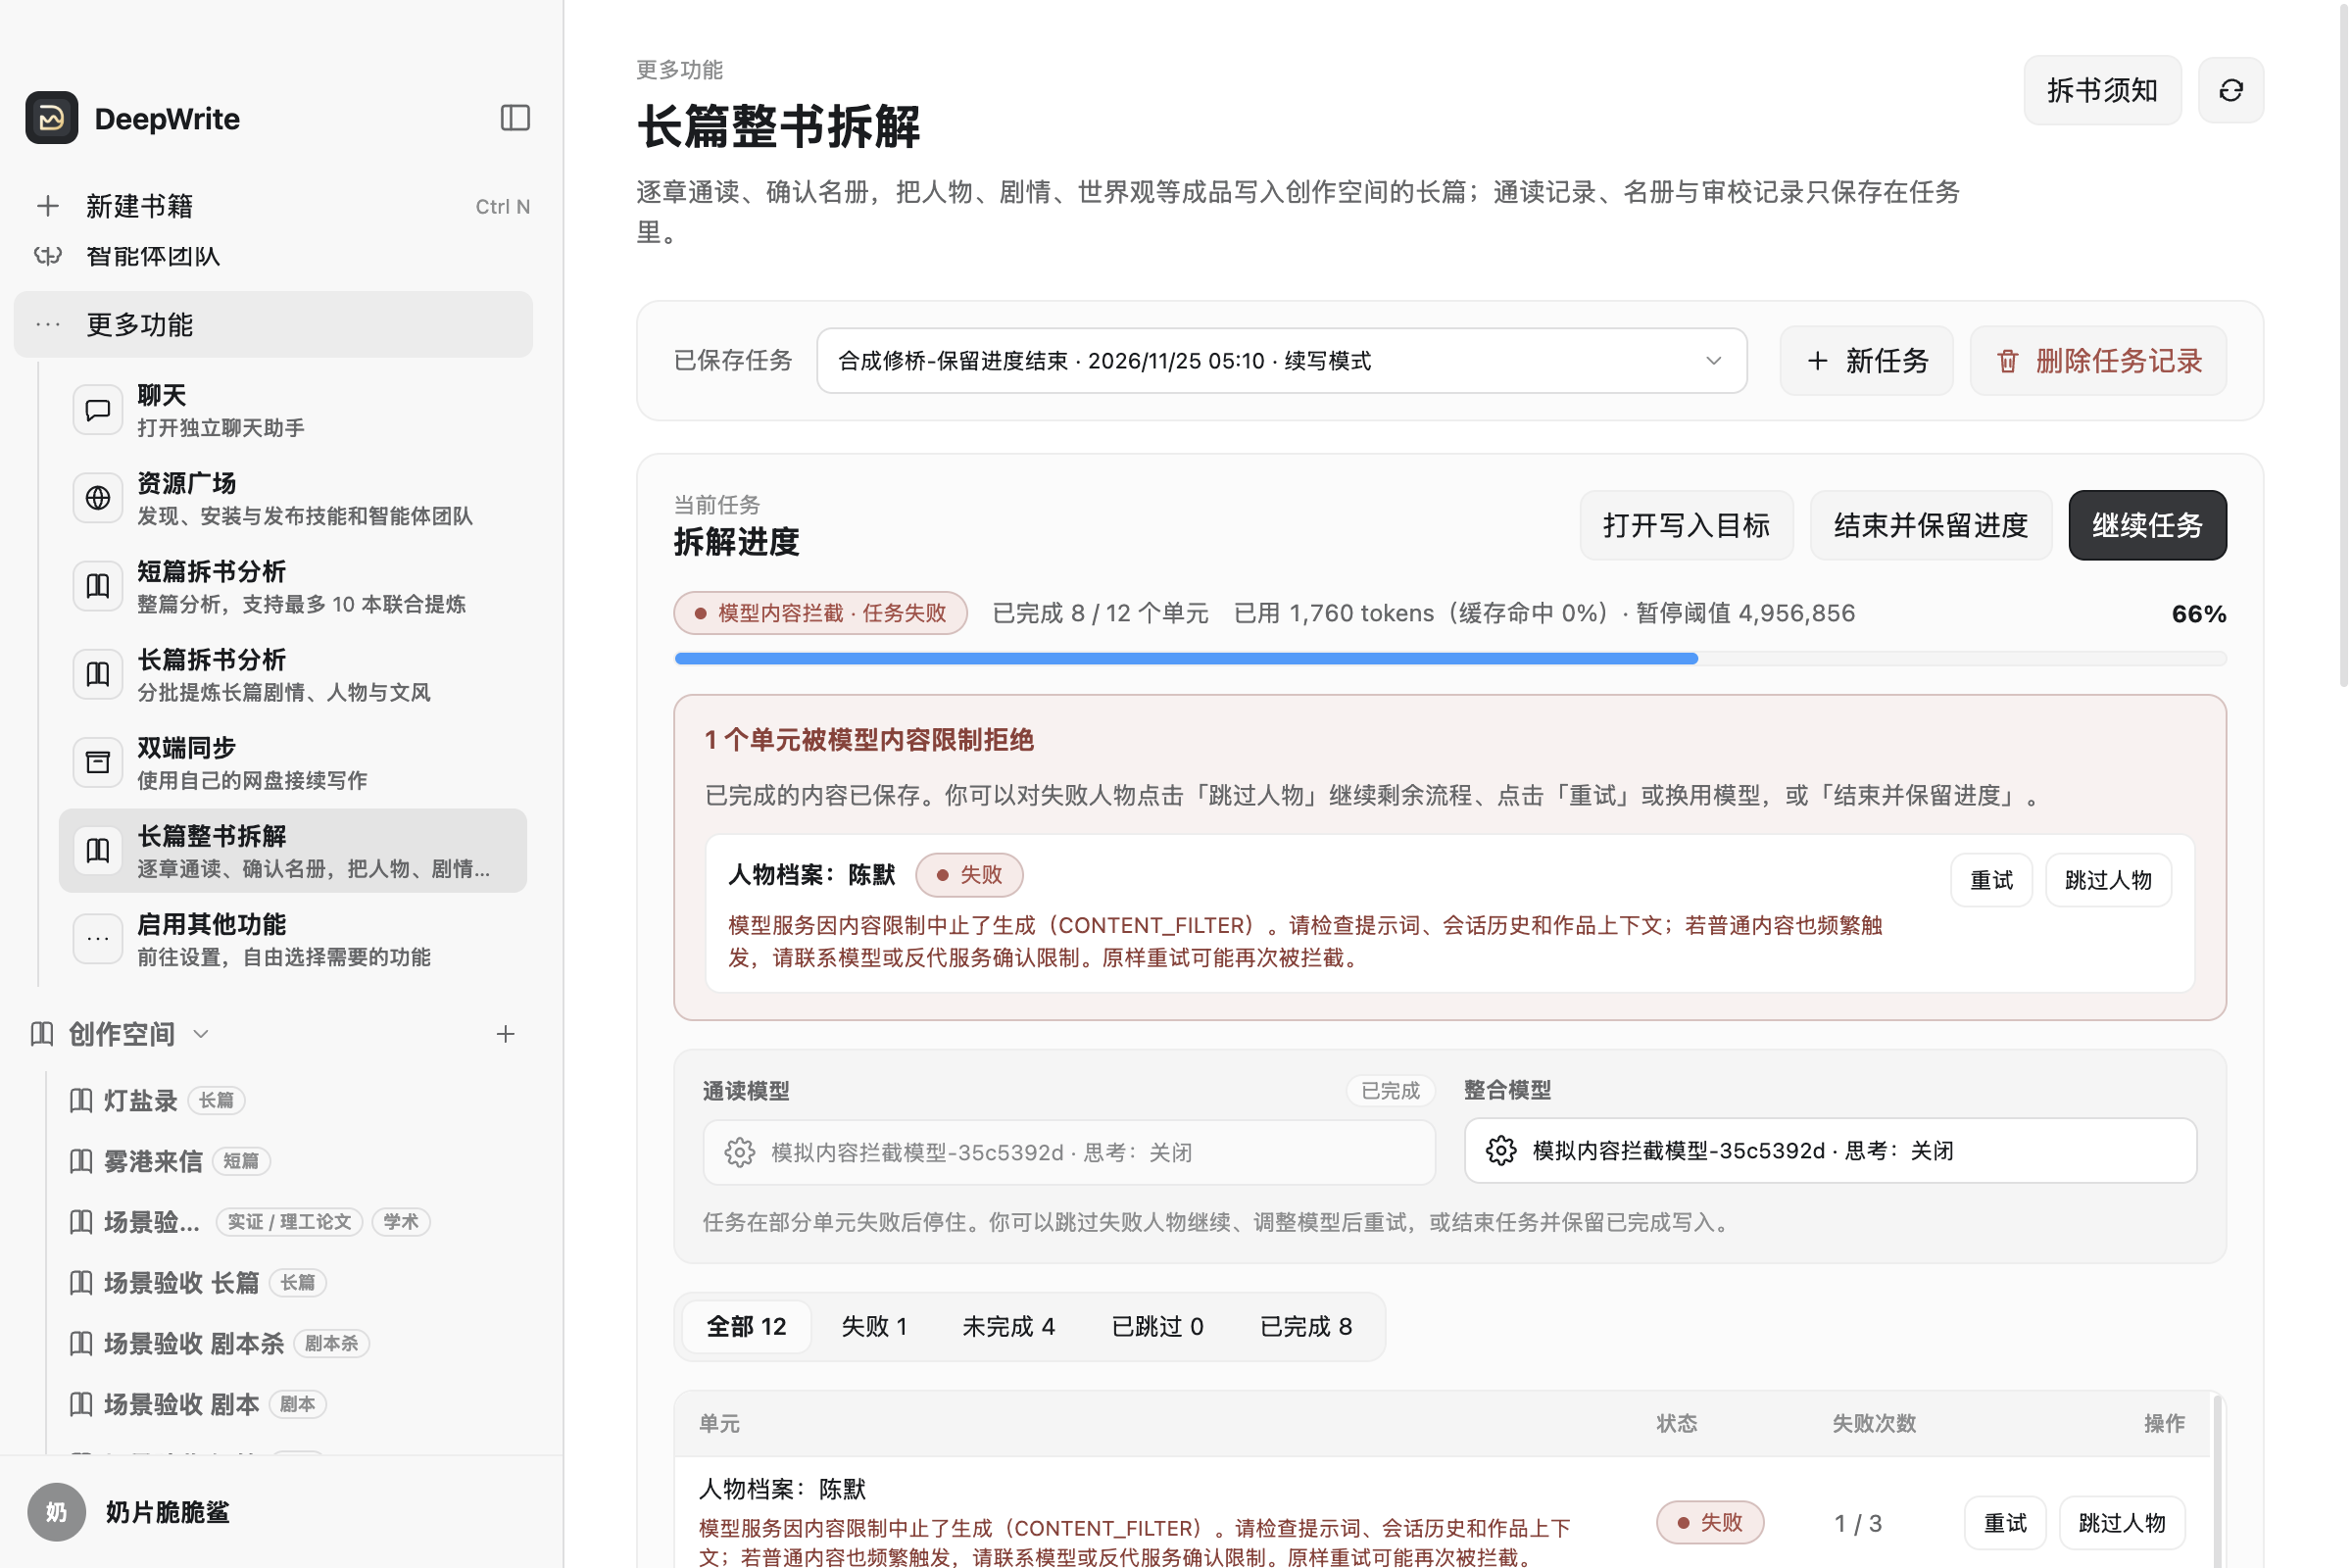 DeepWrite
新建书籍
Ctrl N
智能体团队
更多功能
聊天
打开独立聊天助手
资源广场
发现、安装与发布技能和智能体团队
短篇拆书分析
整篇分析，支持最多 10 本联合提炼
长篇拆书分析
分批提炼长篇剧情、人物与文风
双端同步
使用自己的网盘接续写作
长篇整书拆解
逐章通读、确认名册，把人物、剧情...
启用其他功能
前往设置，自由选择需要的功能
创作空间
灯盐录 长篇
雾港来信 短篇
场景验... 实证 / 理工论文 学术
场景验收 长篇 长篇
场景验收 剧本杀 剧本杀
场景验收 剧本 剧本
奶 奶片脆脆鲨
更多功能
长篇整书拆解
逐章通读、确认名册，把人物、剧情、世界观等成品写入创作空间的长篇；通读记录、名册与审校记录只保存在任务
里。
拆书须知
已保存任务
合成修桥-保留进度结束 · 2026/11/25 05:10 · 续写模式
新任务
删除任务记录
当前任务
拆解进度
打开写入目标
结束并保留进度
继续任务
模型内容拦截 · 任务失败
已完成 8 / 12 个单元
已用 1,760 tokens（缓存命中 0%）· 暂停阈值 4,956,856
66%
1 个单元被模型内容限制拒绝
已完成的内容已保存。你可以对失败人物点击「跳过人物」继续剩余流程、点击「重试」或换用模型，或「结束并保留进度」。
人物档案：陈默
失败
重试
跳过人物
模型服务因内容限制中止了生成（CONTENT_FILTER）。请检查提示词、会话历史和作品上下文；若普通内容也频繁触
发，请联系模型或反代服务确认限制。原样重试可能再次被拦截。
通读模型
已完成
模拟内容拦截模型-35c5392d · 思考：关闭
整合模型
模拟内容拦截模型-35c5392d · 思考：关闭
任务在部分单元失败后停住。你可以跳过失败人物继续、调整模型后重试，或结束任务并保留已完成写入。
全部 12
失败 1
未完成 4
已跳过 0
已完成 8
单元
状态
失败次数
操作
人物档案：陈默
模型服务因内容限制中止了生成（CONTENT_FILTER）。请检查提示词、会话历史和作品上下
文；若普通内容也频繁触发，请联系模型或反代服务确认限制。原样重试可能再次被拦截。
失败
1 / 3
重试
跳过人物